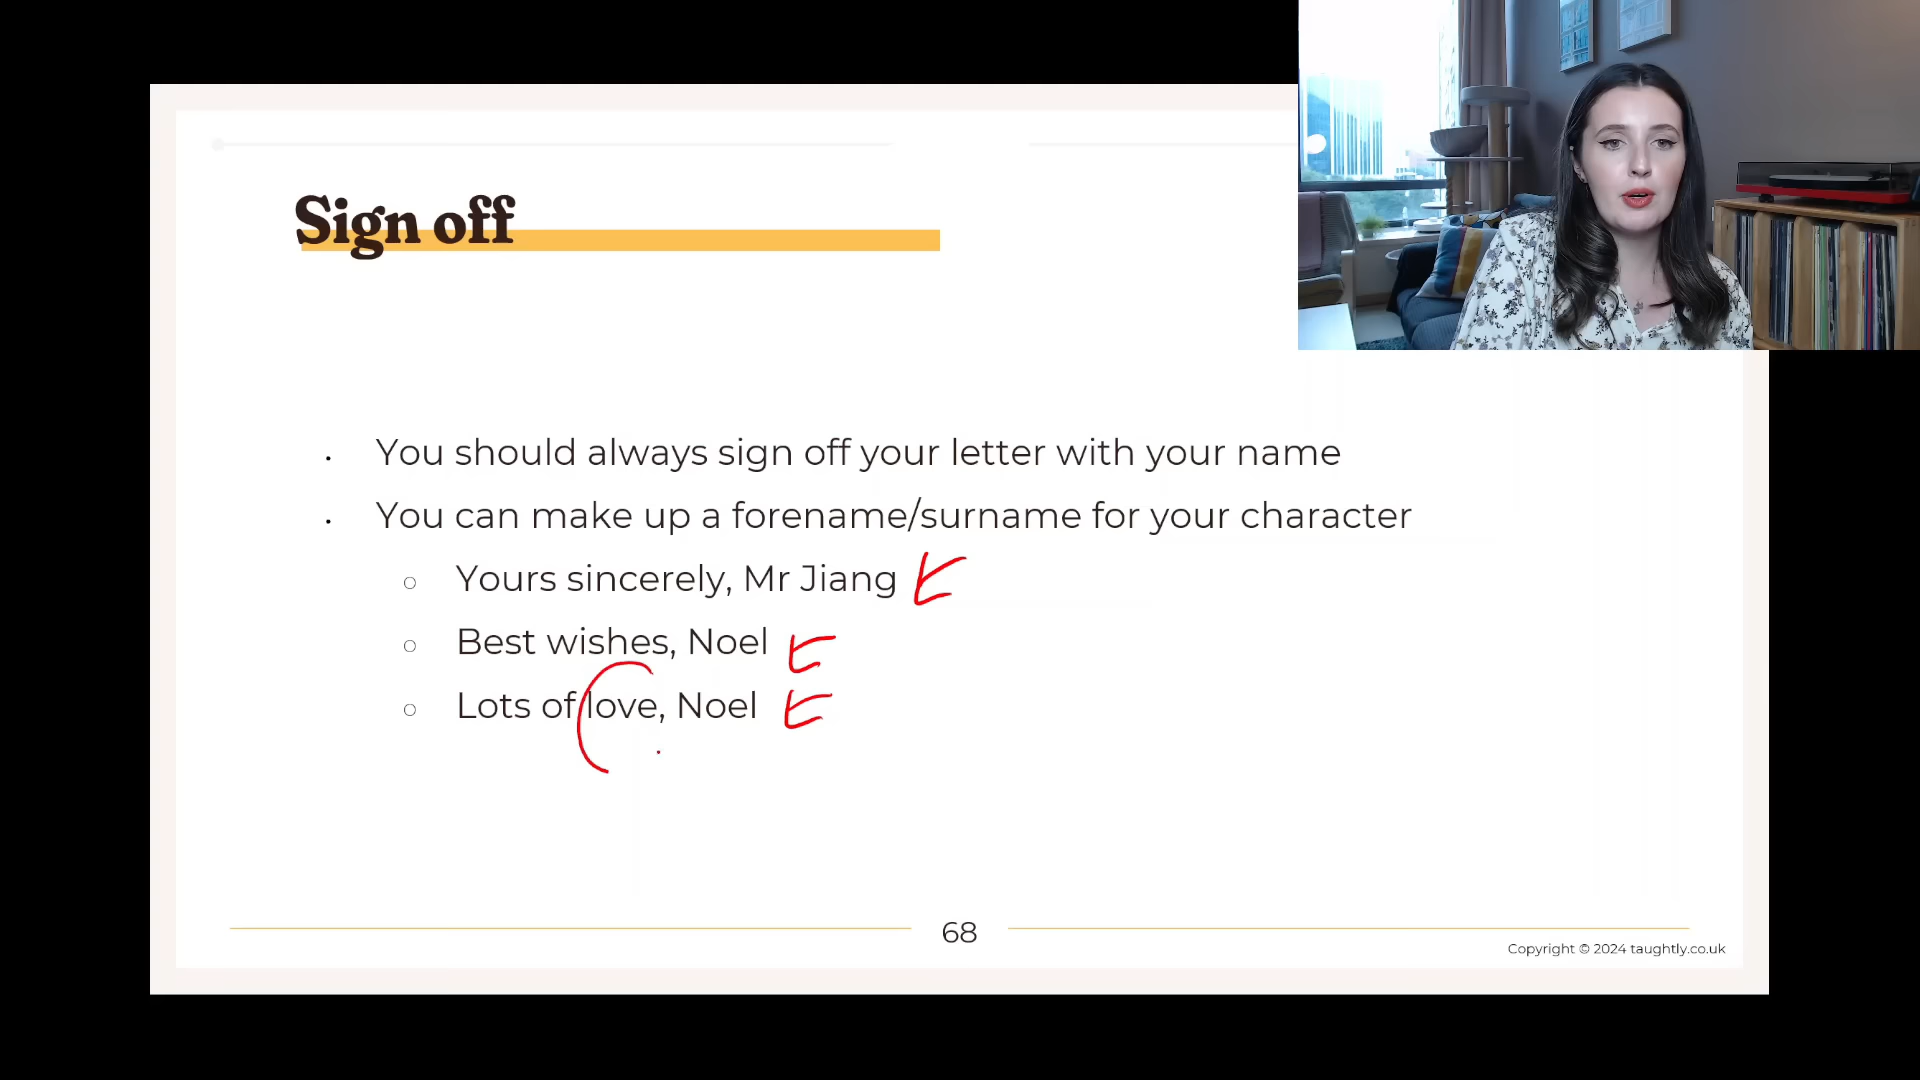 Sign off
• You should always sign off your letter with your name
• You can make up a forename/surname for your character
○ Yours sincerely, Mr Jiang
○ Best wishes, Noel
○ Lots of love, Noel
68
Copyright © 2024 taughtly.co.uk